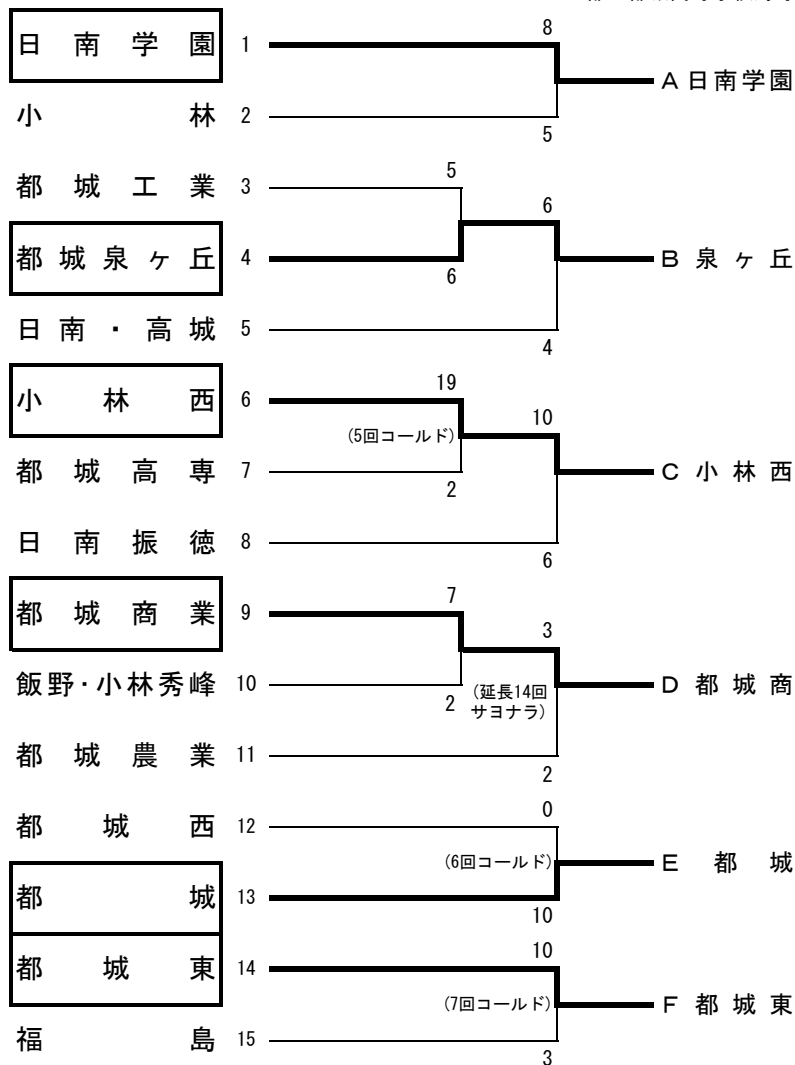 8
日南学園 1
A 日南学園
小林 2
5
都城工業 3
5
6
都城泉ヶ丘 4
B 泉ヶ丘
6
日南・高城 5
4
小林西 6
19
10
(5回コールド)
都城高専 7
C 小林西
2
日南振徳 8
6
都城商業 9
7
3
飯野・小林秀峰 10
D 都城商
2
(延長14回
サヨナラ)
都城農業 11
2
都城西 12
0
(6回コールド)
E 都城
都城 13
10
都城東 14
10
(7回コールド)
F 都城東
福島 15
3